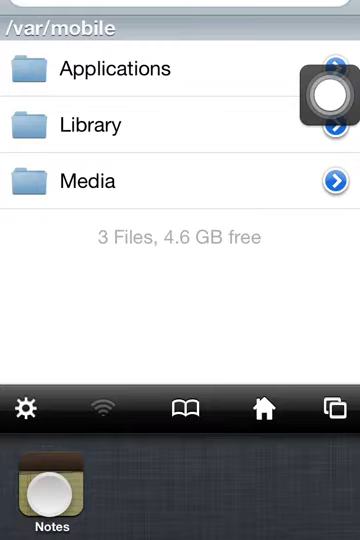 /var/mobile
Applications
Library
Media
3 Files, 4.6 GB free
Notes